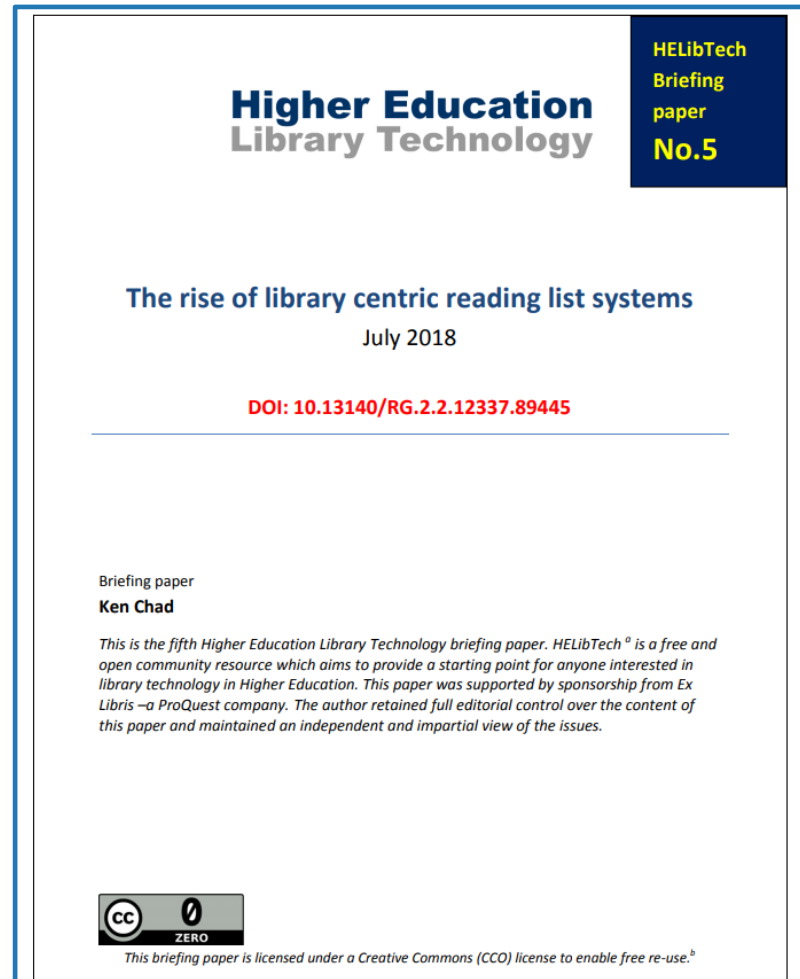 HELibTech
Briefing
paper
No.5
Higher Education
Library Technology
The rise of library centric reading list systems
July 2018
DOI: 10.13140/RG.2.2.12337.89445
Briefing paper
Ken Chad
This is the fifth Higher Education Library Technology briefing paper. HELibTech a is a free and
open community resource which aims to provide a starting point for anyone interested in
library technology in Higher Education. This paper was supported by sponsorship from Ex
Libris –a ProQuest company. The author retained full editorial control over the content of
this paper and maintained an independent and impartial view of the issues.
cc 0
ZERO
This briefing paper is licensed under a Creative Commons (CCO) license to enable free re-use.b